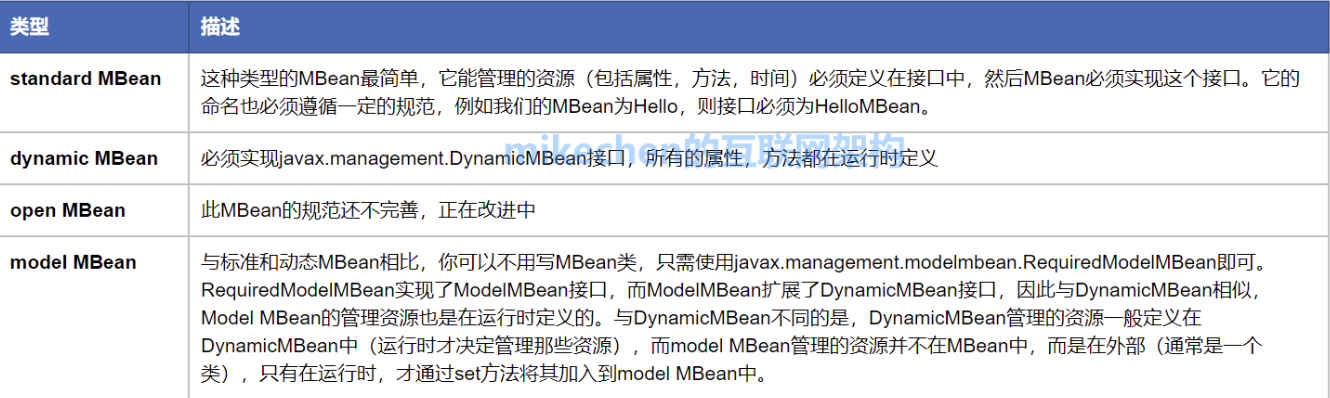 类型
描述
standard MBean
这种类型的MBean最简单，它能管理的资源（包括属性，方法，时间）必须定义在接口中，然后MBean必须实现这个接口。它的
命名也必须遵循一定的规范，例如我们的MBean为Hello，则接口必须为HelloMBean。
mikechen的互联网架构
dynamic MBean
必须实现javax.management.DynamicMBean接口，所有的属性，方法都在运行时定义
open MBean
此MBean的规范还不完善，正在改进中
model MBean
与标准和动态MBean相比，你可以不用写MBean类，只需使用javax.management.modelmbean.RequiredModelMBean即可。
RequiredModelMBean实现了ModelMBean接口，而ModelMBean扩展了DynamicMBean接口，因此与DynamicMBean相似，
Model MBean的管理资源也是在运行时定义的。与DynamicMBean不同的是，DynamicMBean管理的资源一般定义在
DynamicMBean中（运行时才决定管理那些资源），而model MBean管理的资源并不在MBean中，而是在外部（通常是一个
类），只有在运行时，才通过set方法将其加入到model MBean中。